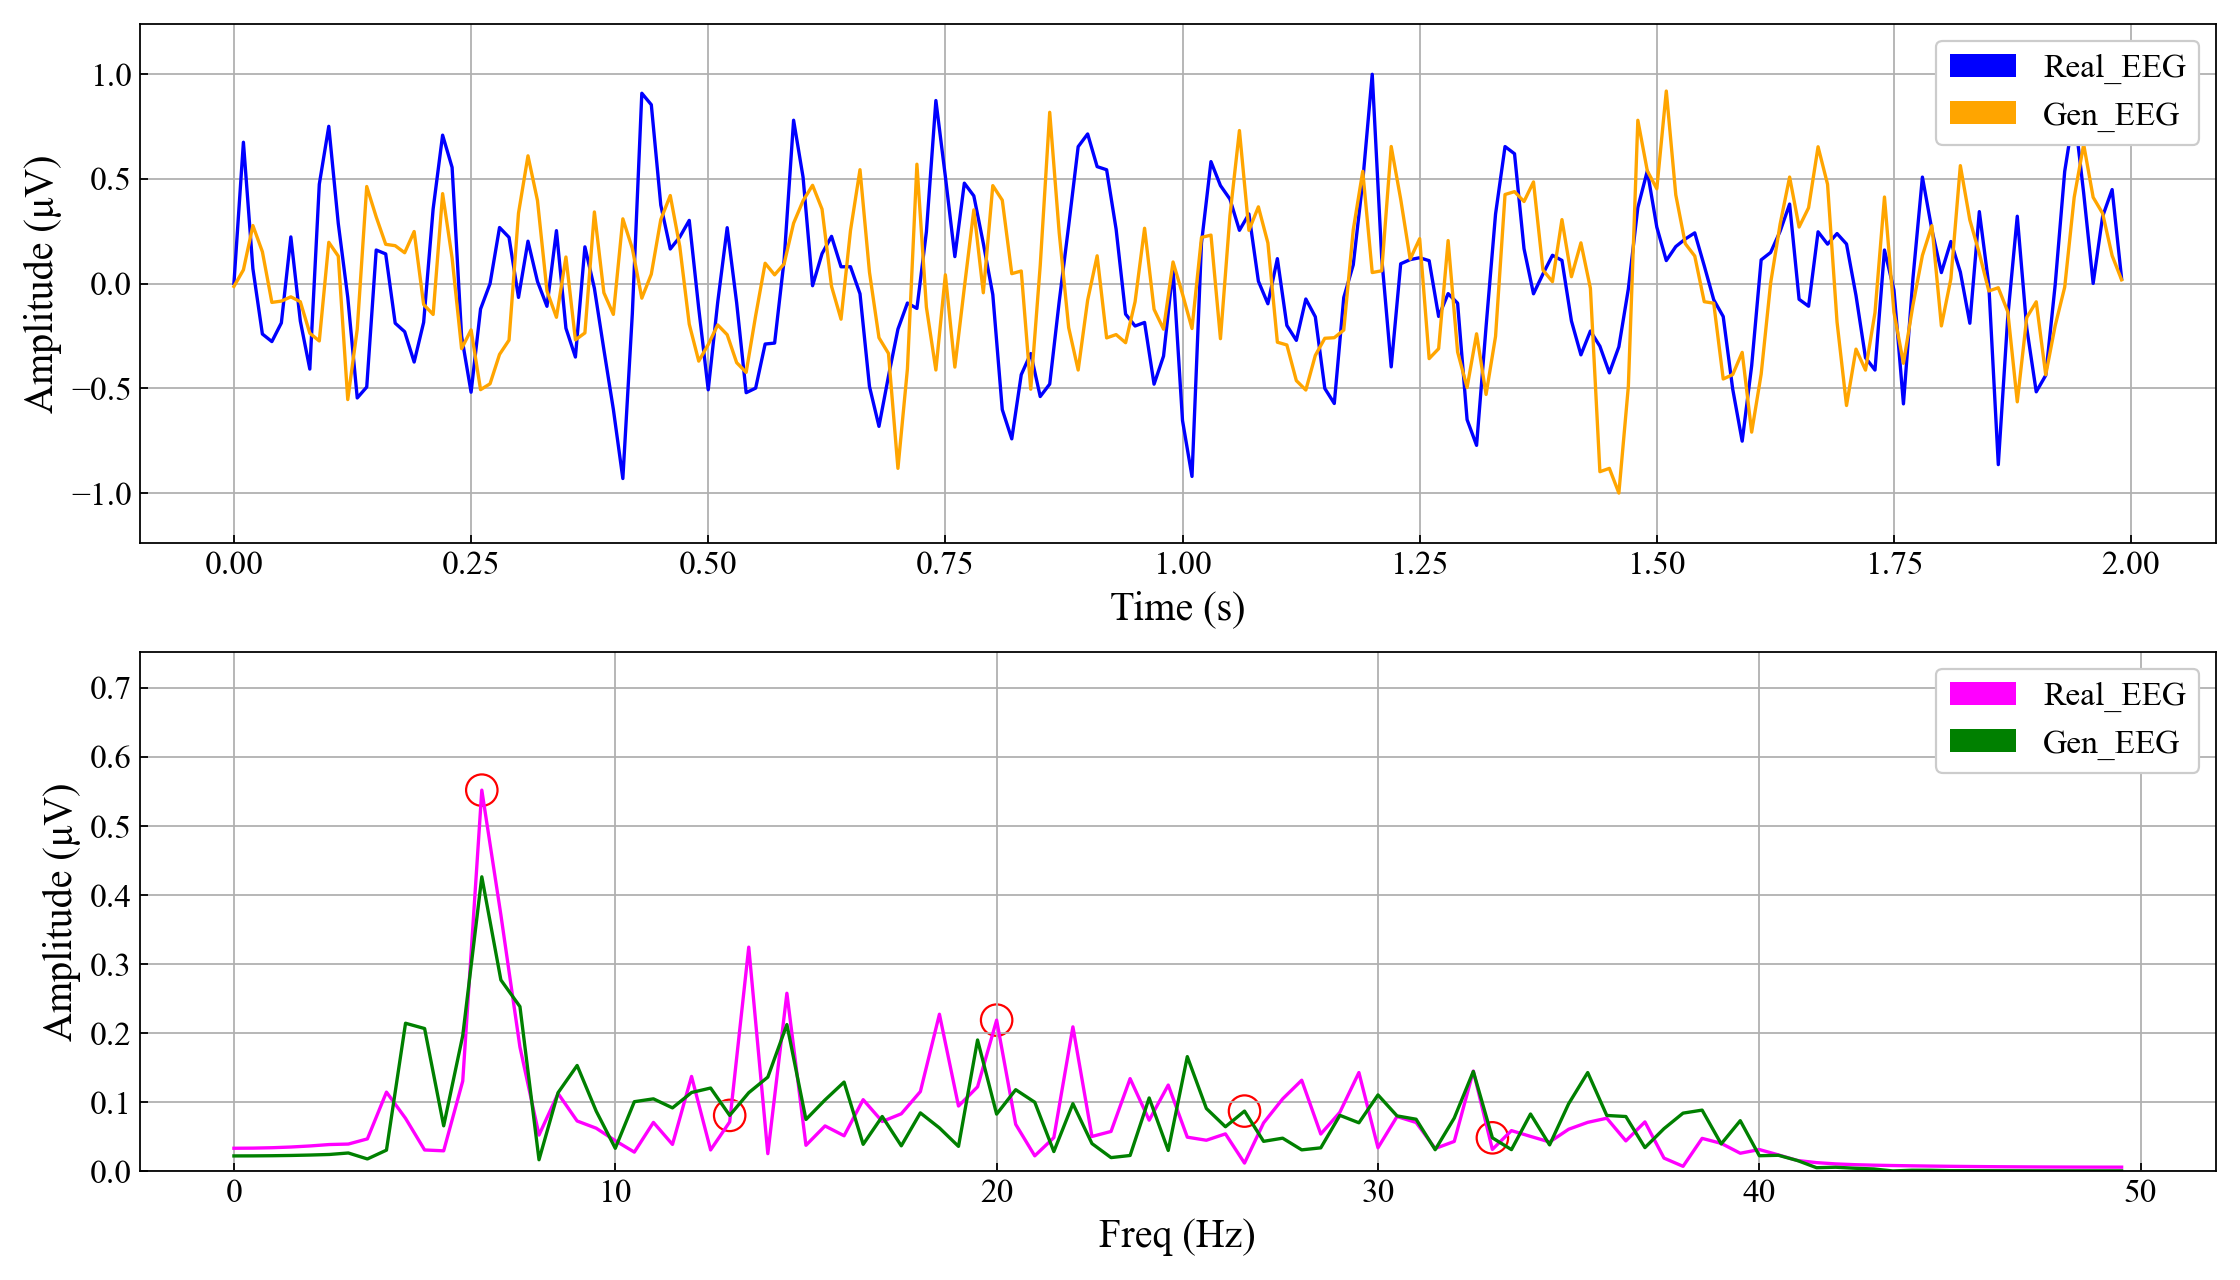 Amplitude (μV)
1.0
0.5
0.0
−0.5
−1.0
Real_EEG
Gen_EEG
0.00 0.25 0.50 0.75 1.00 1.25 1.50 1.75 2.00
Time (s)
Amplitude (μV)
0.7
0.6
0.5
0.4
0.3
0.2
0.1
0.0
Real_EEG
Gen_EEG
0 10 20 30 40 50
Freq (Hz)